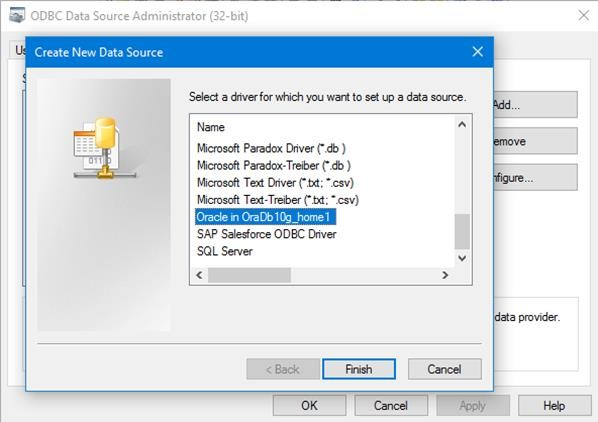 ODBC Data Source Administrator (32-bit)
Create New Data Source
Select a driver for which you want to set up a data source.
Name
Microsoft Paradox Driver (*.db )
Microsoft Paradox-Treiber (*.db )
Microsoft Text Driver (*.txt; *.csv)
Microsoft Text-Treiber (*.txt; *.csv)
Oracle in OraDb10g_home1
SAP Salesforce ODBC Driver
SQL Server
< Back Finish Cancel
Us
S
Add...
emove
nfigure...
data provider.
OK Cancel Apply Help